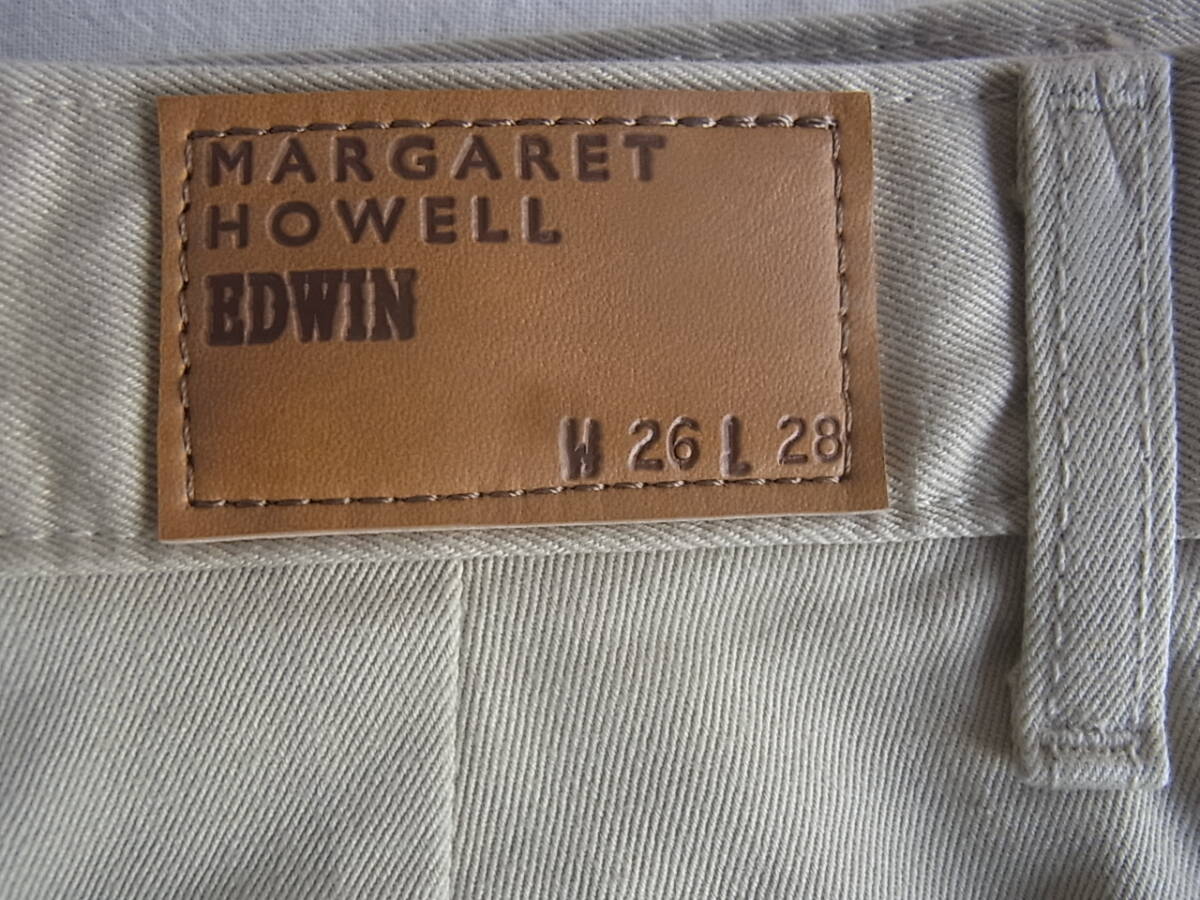 MARGARET
HOWELL
EDWIN
W 26 L 28